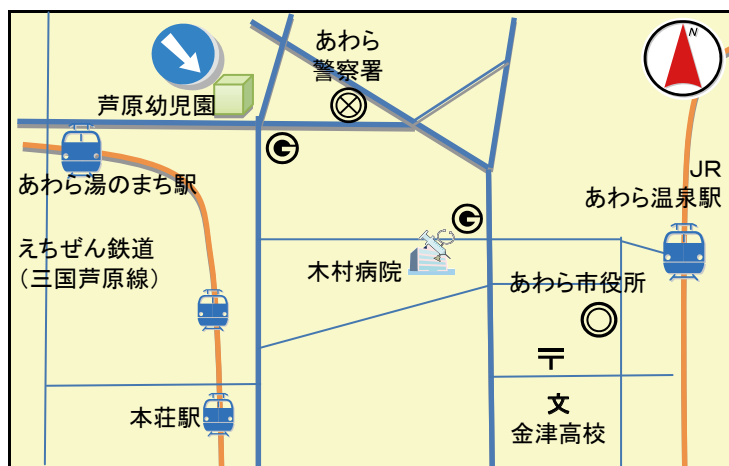 あわら
警察署
N
芦原幼児園
JR
あわら温泉駅
あわら湯のまち駅
えちぜん鉄道
（三国芦原線）
木村病院
あわら市役所
〒
本荘駅
文
金津高校